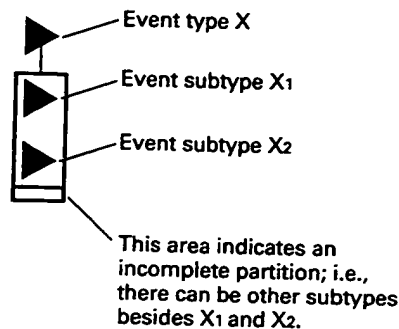 Event type X
Event subtype X1
Event subtype X2
This area indicates an
incomplete partition; i.e.,
there can be other subtypes
besides X1 and X2.